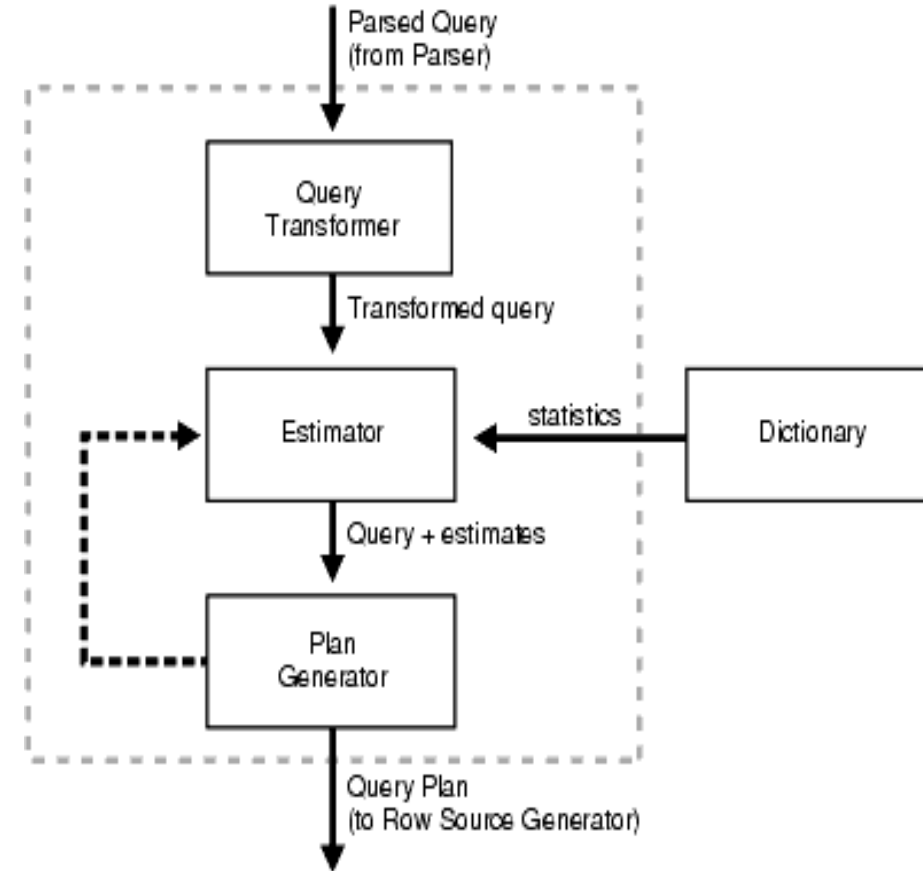 Parsed Query
(from Parser)
Query
Transformer
Transformed query
Estimator
statistics
Dictionary
Query + estimates
Plan
Generator
Query Plan
(to Row Source Generator)